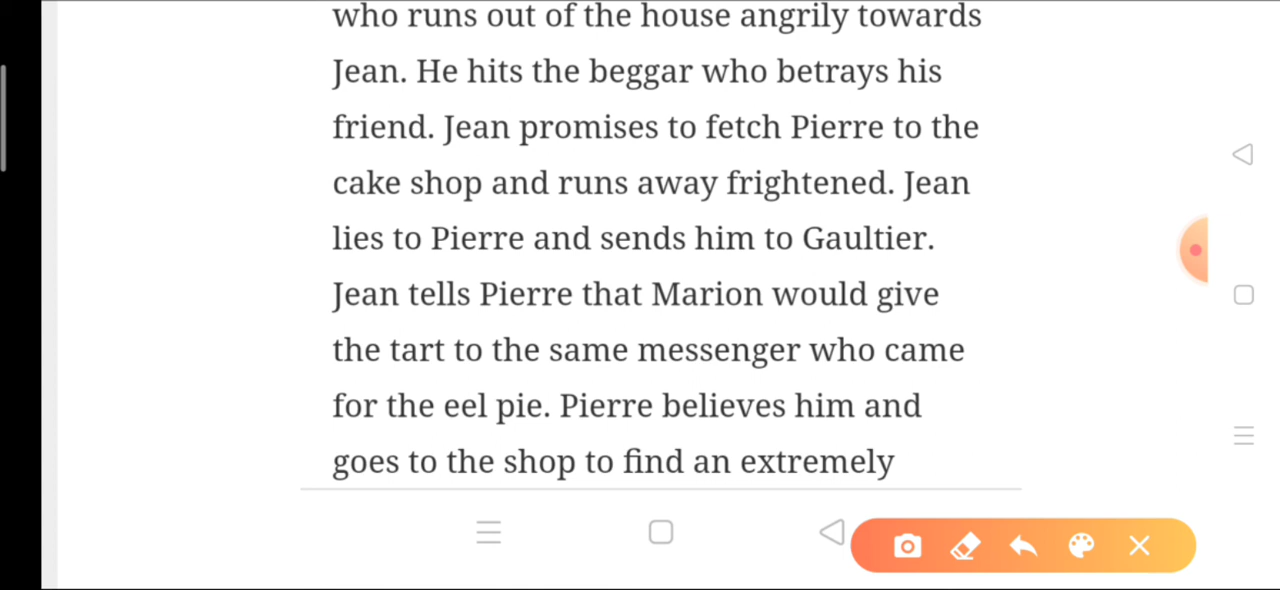 who runs out of the house angrily towards
Jean. He hits the beggar who betrays his
friend. Jean promises to fetch Pierre to the
cake shop and runs away frightened. Jean
lies to Pierre and sends him to Gaultier.
Jean tells Pierre that Marion would give
the tart to the same messenger who came
for the eel pie. Pierre believes him and
goes to the shop to find an extremely